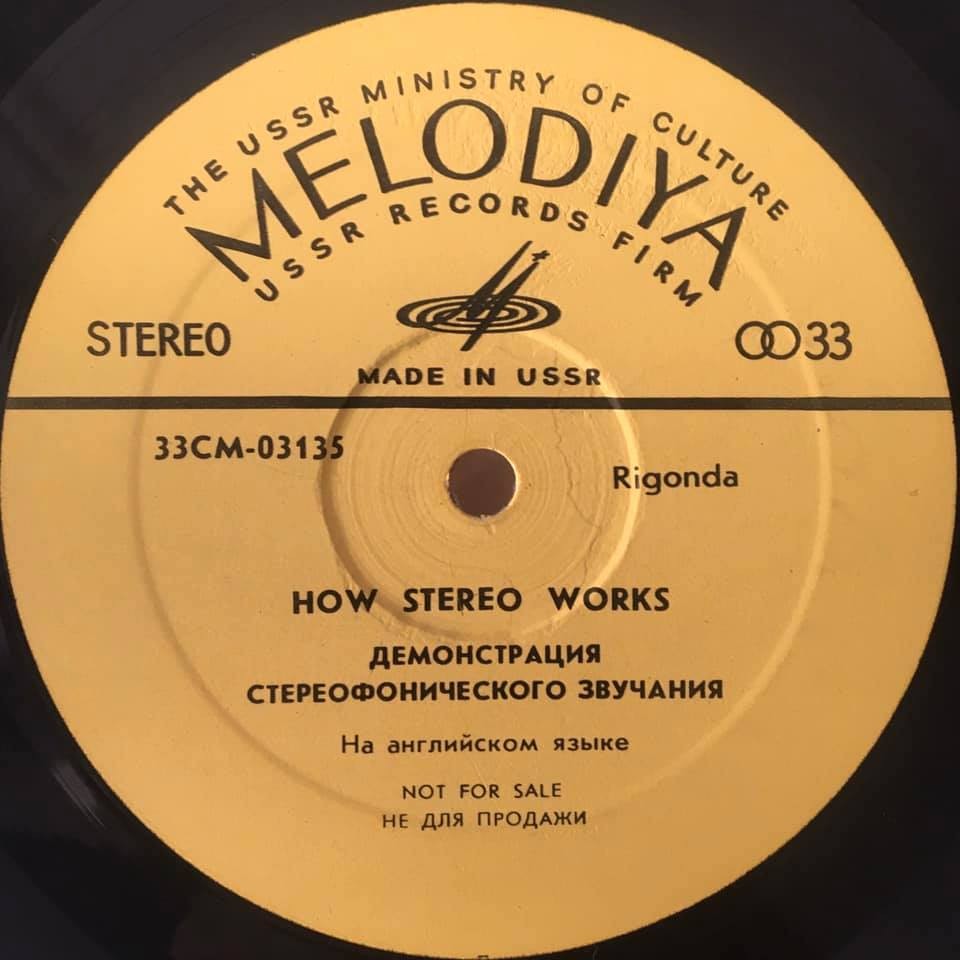 THE USSR MINISTRY OF CULTURE
MELODIYA
USSR RECORDS FIRM
STEREO
33
MADE IN USSR
33СМ-03135
Rigonda
HOW STEREO WORKS
ДЕМОНСТРАЦИЯ
СТЕРЕОФОНИЧЕСКОГО ЗВУЧАНИЯ
На английском языке
NOT FOR SALE
НЕ ДЛЯ ПРОДАЖИ